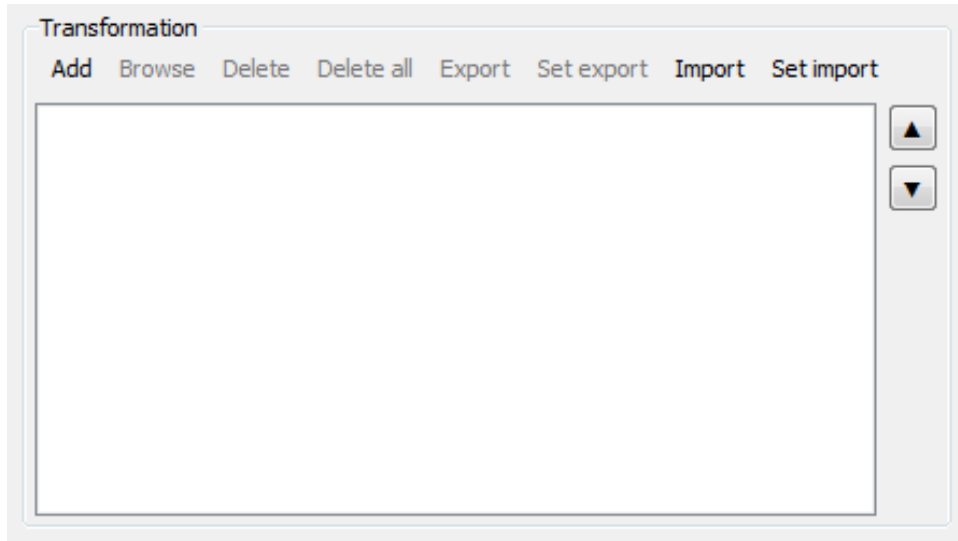 Transformation
Add Browse Delete Delete all Export Set export Import Set import
▲
▼